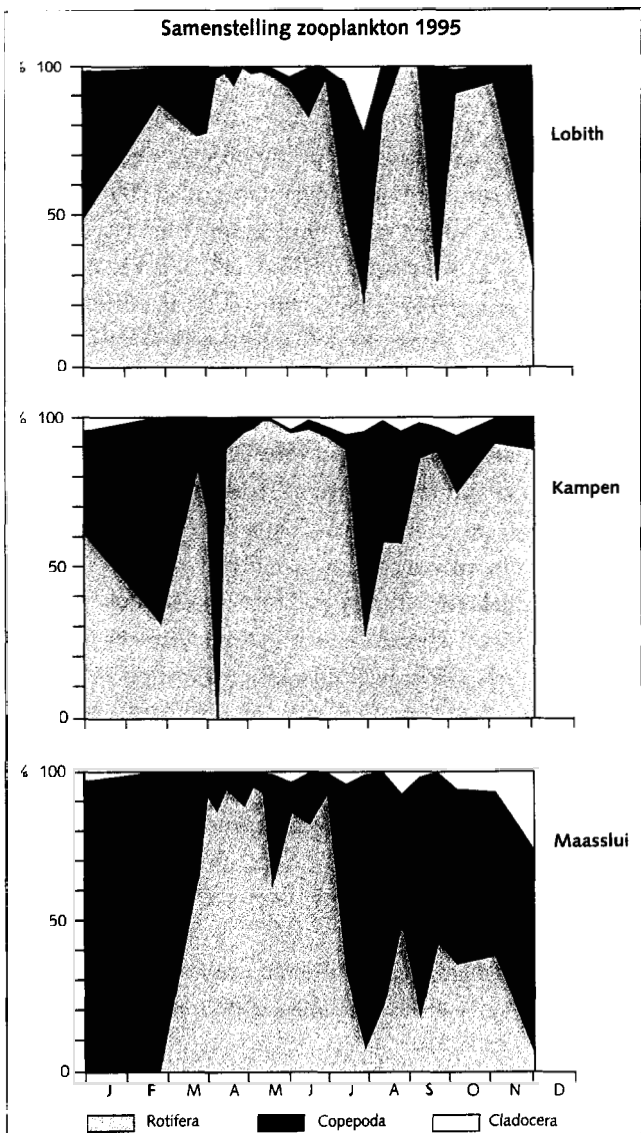 Samenstelling zooplankton 1995
% 100
50
0
Lobith
% 100
50
0
Kampen
% 100
50
0
Maasslui
J F M A M J J A S O N D
Rotifera Copepoda Cladocera